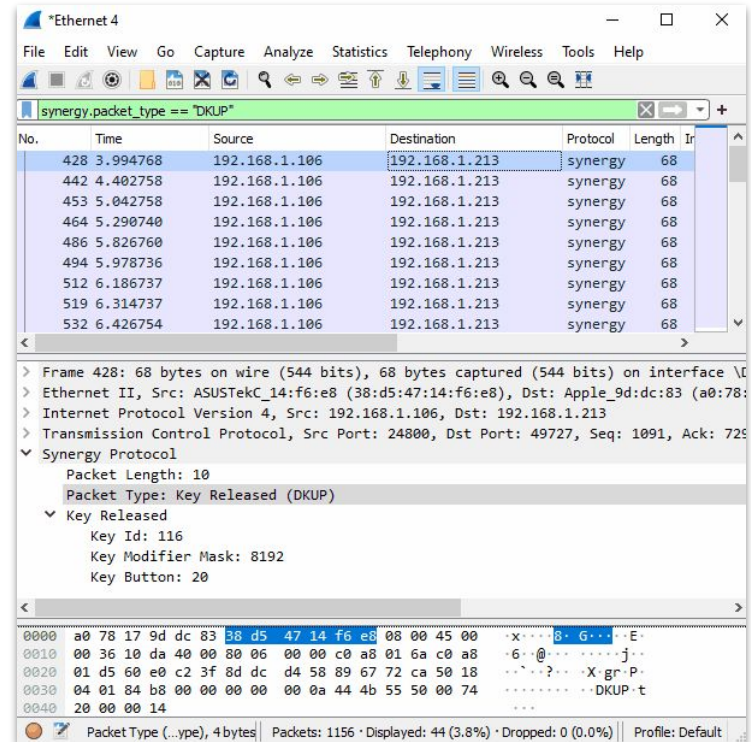 *Ethernet 4
File Edit View Go Capture Analyze Statistics Telephony Wireless Tools Help
synergy.packet_type == "DKUP"
No. Time Source Destination Protocol Length Ir
428 3.994768 192.168.1.106 192.168.1.213 synergy 68
442 4.402758 192.168.1.106 192.168.1.213 synergy 68
453 5.042758 192.168.1.106 192.168.1.213 synergy 68
464 5.290740 192.168.1.106 192.168.1.213 synergy 68
486 5.826760 192.168.1.106 192.168.1.213 synergy 68
494 5.978736 192.168.1.106 192.168.1.213 synergy 68
512 6.186737 192.168.1.106 192.168.1.213 synergy 68
519 6.314737 192.168.1.106 192.168.1.213 synergy 68
532 6.426754 192.168.1.106 192.168.1.213 synergy 68
Frame 428: 68 bytes on wire (544 bits), 68 bytes captured (544 bits) on interface \D
Ethernet II, Src: ASUSTekC_14:f6:e8 (38:d5:47:14:f6:e8), Dst: Apple_9d:dc:83 (a0:78:
Internet Protocol Version 4, Src: 192.168.1.106, Dst: 192.168.1.213
Transmission Control Protocol, Src Port: 24800, Dst Port: 49727, Seq: 1091, Ack: 729
Synergy Protocol
Packet Length: 10
Packet Type: Key Released (DKUP)
Key Released
Key Id: 116
Key Modifier Mask: 8192
Key Button: 20
0000 a0 78 17 9d dc 83 38 d5 47 14 f6 e8 08 00 45 00 ·x····8· G·····E·
0010 00 36 10 da 40 00 80 06 00 00 c0 a8 01 6a c0 a8 ·6··@··· ·····j··
0020 01 d5 60 e0 c2 3f 8d dc d4 58 89 67 72 ca 50 18 ··`··?·· ·X·gr·P·
0030 04 01 84 b8 00 00 00 00 00 0a 44 4b 55 50 00 74 ········ ··DKUP·t
0040 20 00 00 14 ···
Packet Type (…ype), 4 bytes Packets: 1156 · Displayed: 44 (3.8%) · Dropped: 0 (0.0%) Profile: Default